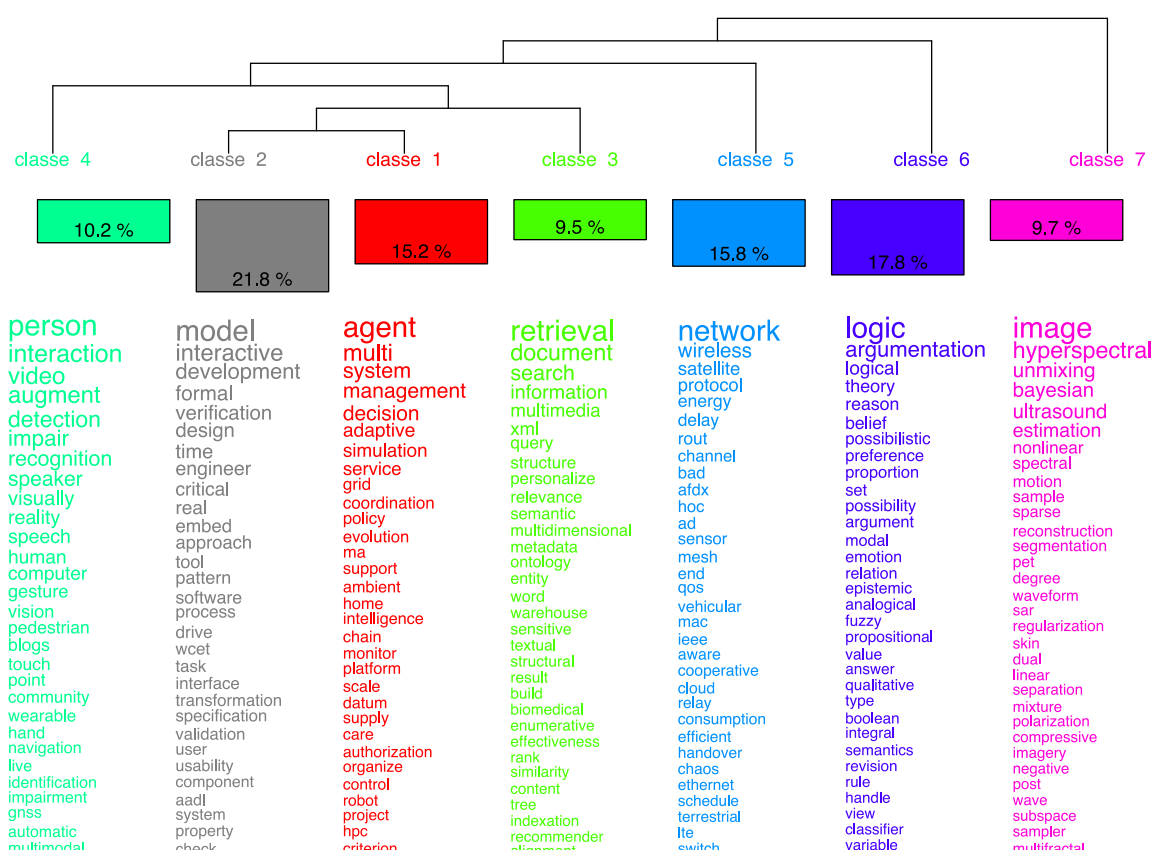 classe 4
classe 2
classe 1
classe 3
classe 5
classe 6
classe 7
10.2 %
21.8 %
15.2 %
9.5 %
15.8 %
17.8 %
9.7 %
person
interaction
video
augment
detection
impair
recognition
speaker
visually
reality
speech
human
computer
gesture
vision
pedestrian
blogs
touch
point
community
wearable
hand
navigation
live
identification
impairment
gnss
automatic
multimodal
model
interactive
development
formal
verification
design
time
engineer
critical
real
embed
approach
tool
pattern
software
process
drive
wcet
task
interface
transformation
specification
validation
user
usability
component
aadl
system
property
check
agent
multi
system
management
decision
adaptive
simulation
service
grid
coordination
policy
evolution
ma
support
ambient
home
intelligence
chain
monitor
platform
scale
datum
supply
care
authorization
organize
control
robot
project
hpc
criterion
retrieval
document
search
information
multimedia
xml
query
structure
personalize
relevance
semantic
multidimensional
metadata
ontology
entity
word
warehouse
sensitive
textual
structural
result
build
biomedical
enumerative
effectiveness
rank
similarity
content
tree
indexation
recommender
alignment
network
wireless
satellite
protocol
energy
delay
rout
channel
bad
afdx
hoc
ad
sensor
mesh
end
qos
vehicular
mac
ieee
aware
cooperative
cloud
relay
consumption
efficient
handover
chaos
ethernet
schedule
terrestrial
lte
switch
logic
argumentation
logical
theory
reason
belief
possibilistic
preference
proportion
set
possibility
argument
modal
emotion
relation
epistemic
analogical
fuzzy
propositional
value
answer
qualitative
type
boolean
integral
semantics
revision
rule
handle
view
classifier
variable
image
hyperspectral
unmixing
bayesian
ultrasound
estimation
nonlinear
spectral
motion
sample
sparse
reconstruction
segmentation
pet
degree
waveform
sar
regularization
skin
dual
linear
separation
mixture
polarization
compressive
imagery
negative
post
wave
subspace
sampler
multifractal